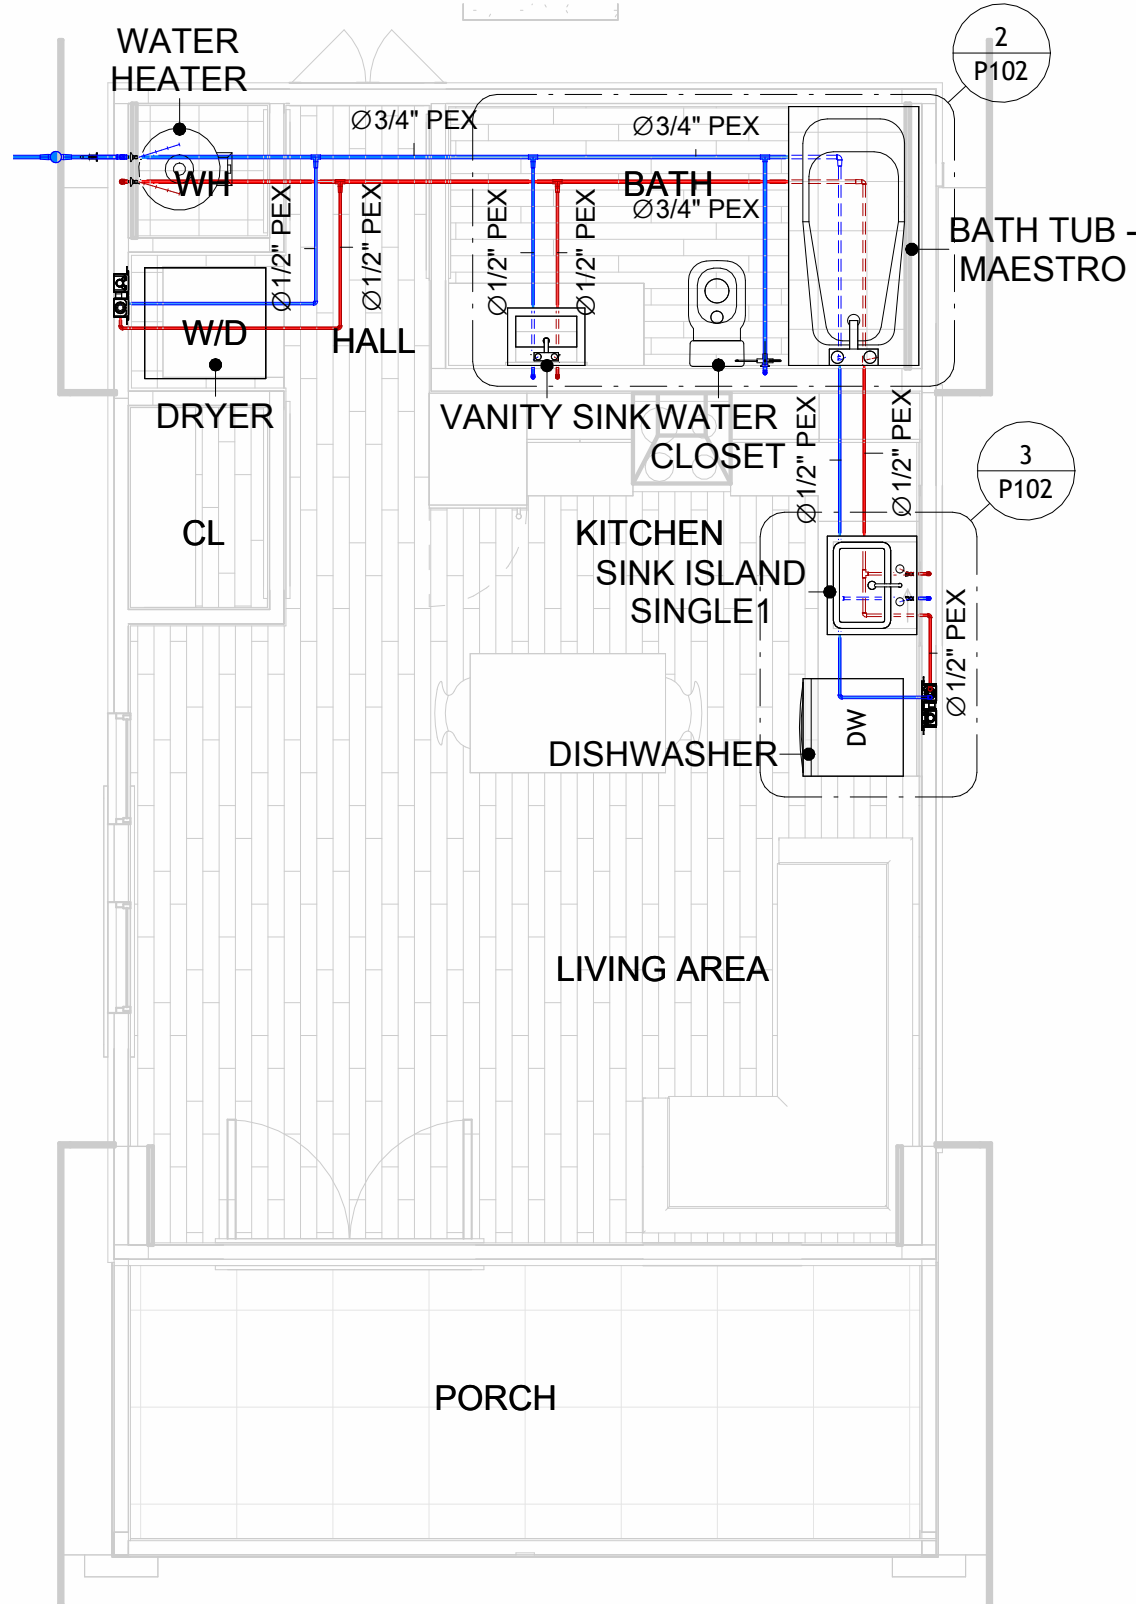 WATER
HEATER
2
P102
Ø3/4" PEX
Ø3/4" PEX
WH
BATH
Ø3/4" PEX
Ø1/2" PEX
Ø1/2" PEX
Ø1/2" PEX
Ø1/2" PEX
BATH TUB -
MAESTRO
W/D
HALL
DRYER
VANITY SINK
WATER
CLOSET
Ø1/2" PEX
Ø1/2" PEX
3
P102
CL
KITCHEN
SINK ISLAND
SINGLE1
Ø1/2" PEX
DW
DISHWASHER
LIVING AREA
PORCH